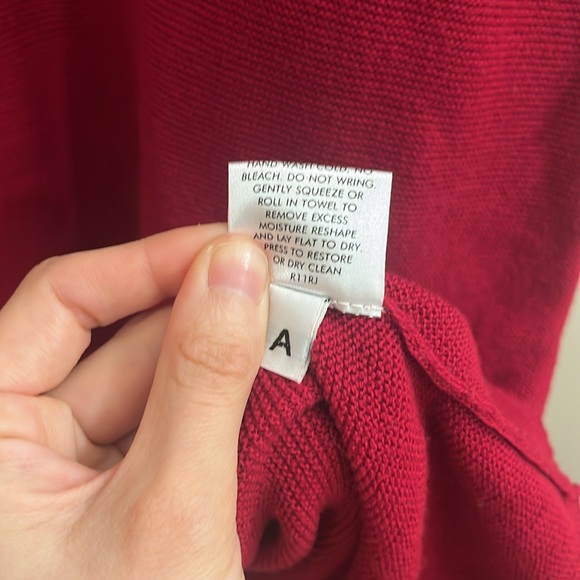 HAND WASH COLD, NO
BLEACH. DO NOT WRING.
GENTLY SQUEEZE OR
ROLL IN TOWEL TO
REMOVE EXCESS
MOISTURE RESHAPE
AND LAY FLAT TO DRY.
PRESS TO RESTORE
OR DRY CLEAN
R11RJ
A